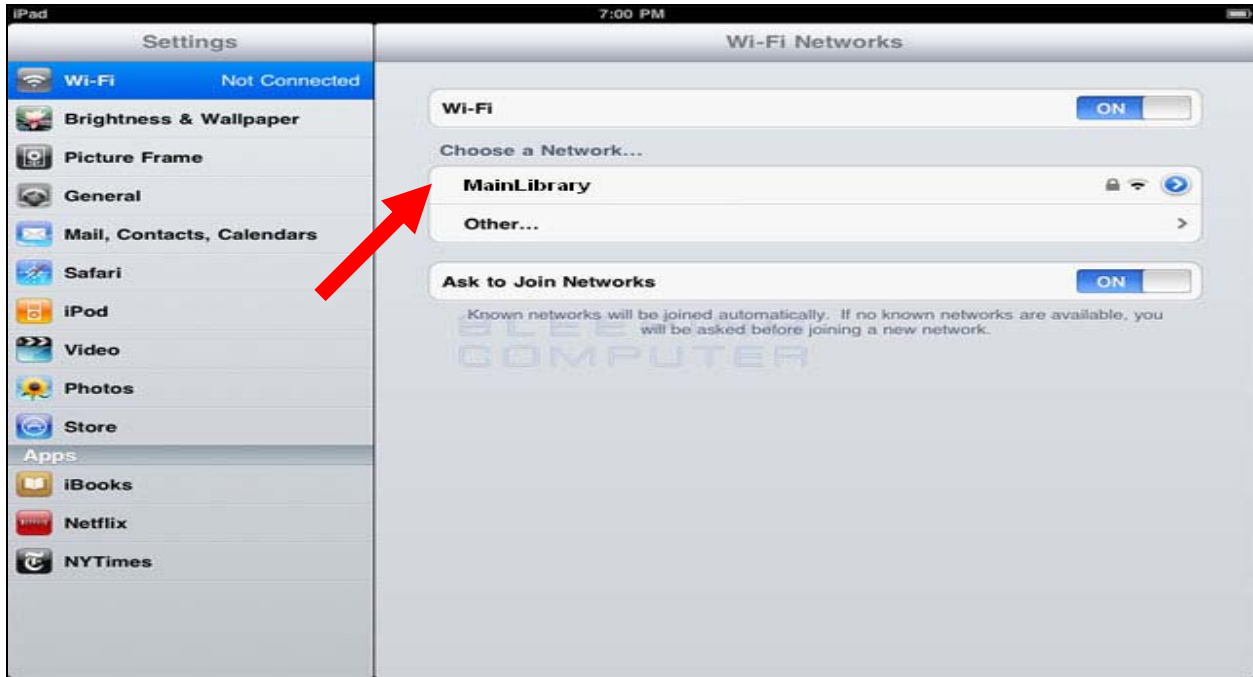 iPad 7:00 PM
Settings
Wi-Fi Not Connected
Brightness & Wallpaper
Picture Frame
General
Mail, Contacts, Calendars
Safari
iPod
Video
Photos
Store
Apps
iBooks
Netflix
NYTimes
Wi-Fi Networks
Wi-Fi ON
Choose a Network...
MainLibrary
Other...
Ask to Join Networks ON
Known networks will be joined automatically. If no known networks are available, you
will be asked before joining a new network.
COMPUTER